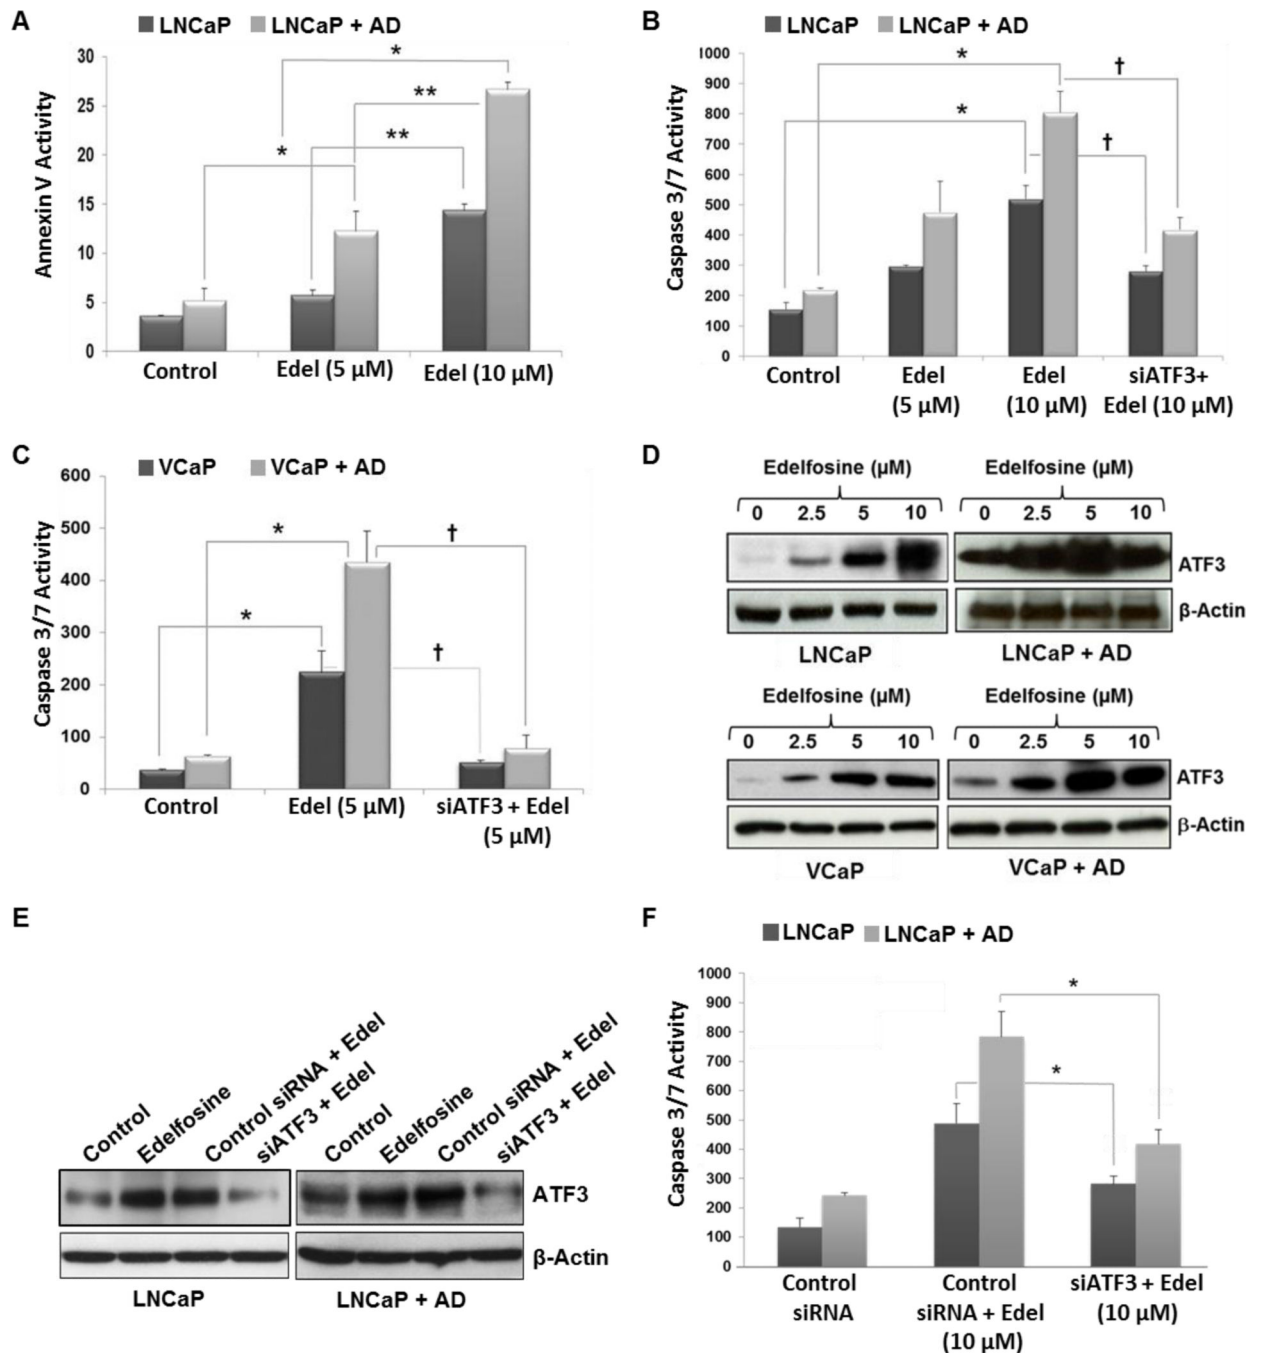 A
LNCaP LNCaP + AD
Annexin V Activity
30
25
20
15
10
5
0
*
**
**
*
Control Edel (5 µM) Edel (10 µM)
B
LNCaP LNCaP + AD
Caspase 3/7 Activity
1000
900
800
700
600
500
400
300
200
100
0
*
†
*
†
Control Edel Edel siATF3+
(5 µM) (10 µM) Edel (10 µM)
C
VCaP VCaP + AD
Caspase 3/7 Activity
600
500
400
300
200
100
0
*
†
*
†
Control Edel (5 µM) siATF3 + Edel
(5 µM)
D
Edelfosine (µM) Edelfosine (µM)
0 2.5 5 10 0 2.5 5 10
ATF3
β-Actin
LNCaP LNCaP + AD
Edelfosine (µM) Edelfosine (µM)
0 2.5 5 10 0 2.5 5 10
ATF3
β-Actin
VCaP VCaP + AD
E
Control
Edelfosine
Control siRNA + Edel
siATF3 + Edel
Control
Edelfosine
Control siRNA + Edel
siATF3 + Edel
ATF3
β-Actin
LNCaP LNCaP + AD
F
LNCaP LNCaP + AD
Caspase 3/7 Activity
1000
900
800
700
600
500
400
300
200
100
0
*
*
Control Control siATF3 + Edel
siRNA siRNA + Edel (10 µM)
(10 µM)